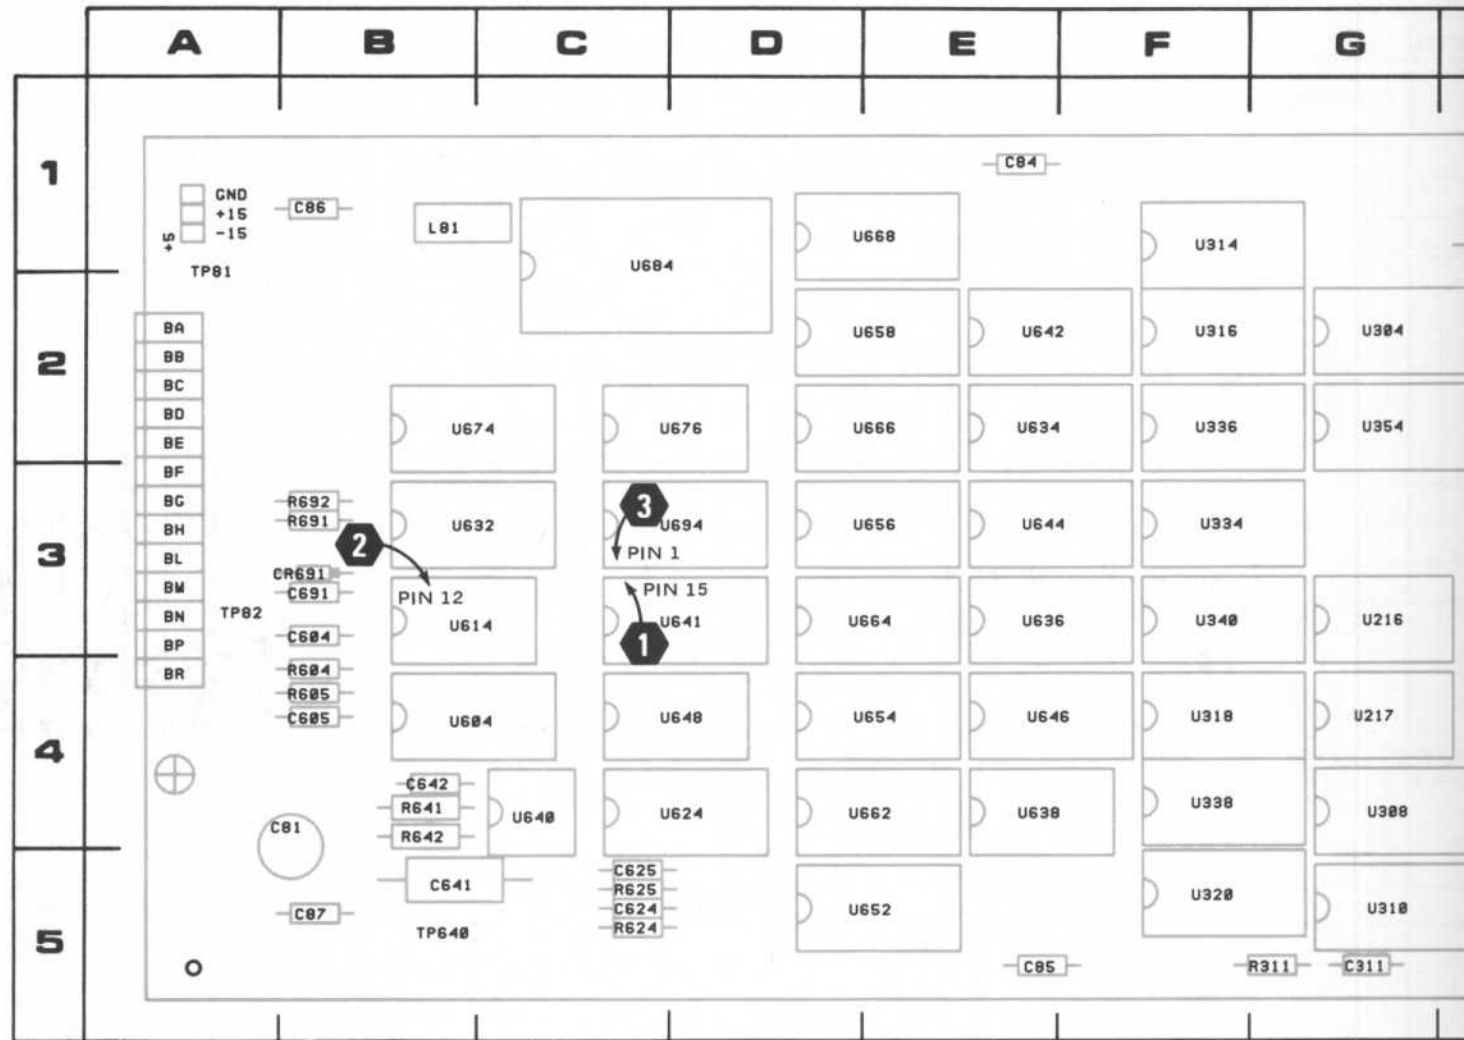 A B C D E F G
1
C84
GND
+15
-15
+5
TP81
C86
L81
U684
U668
U314
2
BA
BB
BC
BD
BE
BF
BG
BH
BL
BM
BN
BP
BR
U658 U642 U316 U304
U674 U676 U666 U634 U336 U354
3
R692
R691
2
U632
3
U694
PIN 1
U656 U644 U334
CR691
C691
PIN 12
PIN 15
TP82
C604
U614
1
U641
U664 U636 U340 U216
R604
R605
C605
4
U604 U648 U654 U646 U318 U217
C642
R641
R642
C81
U640 U624 U662 U638 U338 U308
5
C641
C625
R625
C624
R624
C87
TP640
U652 U320 U310
C85 R311 C311